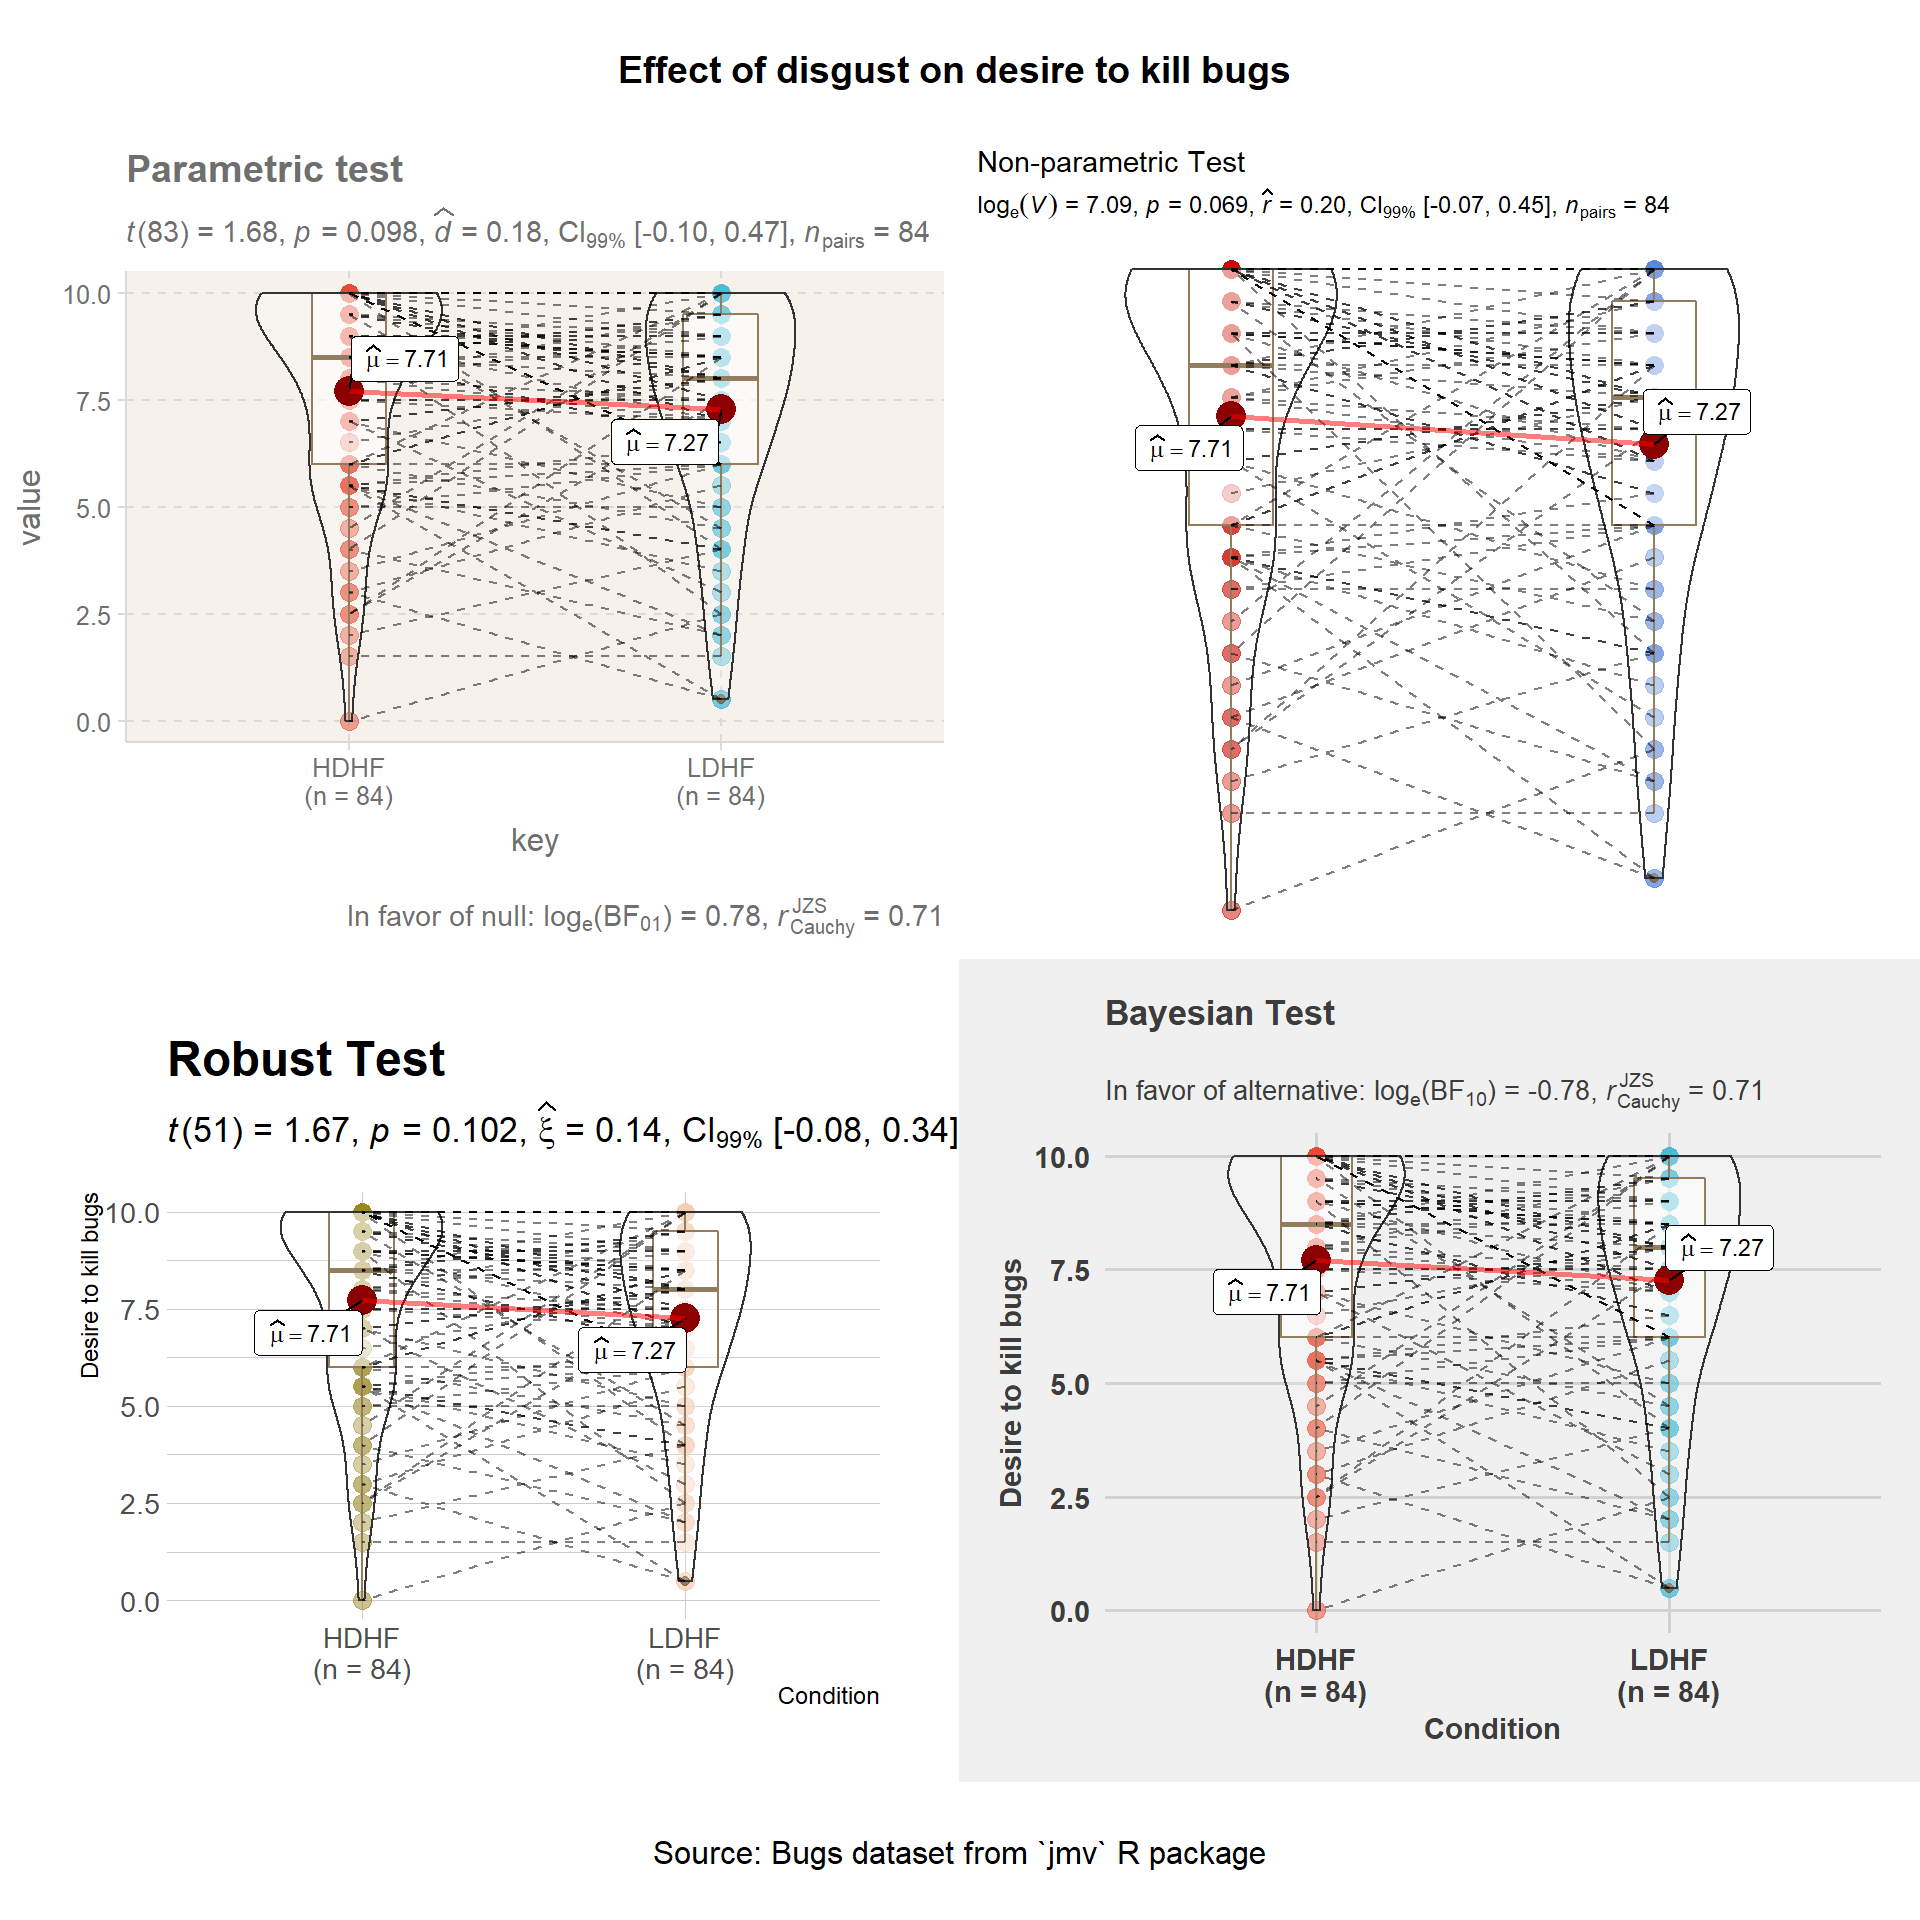 Effect of disgust on desire to kill bugs
Parametric test
t(83) = 1.68, p = 0.098, d̂ = 0.18, CI99% [-0.10, 0.47], npairs = 84
value
10.0
7.5
5.0
2.5
0.0
μ̂ = 7.71
μ̂ = 7.27
HDHF
(n = 84)
LDHF
(n = 84)
key
In favor of null: loge(BF01) = 0.78, rJZS Cauchy = 0.71
Non-parametric Test
loge(V) = 7.09, p = 0.069, r̂ = 0.20, CI99% [-0.07, 0.45], npairs = 84
μ̂ = 7.71
μ̂ = 7.27
Robust Test
t(51) = 1.67, p = 0.102, ξ̂ = 0.14, CI99% [-0.08, 0.34]
Desire to kill bugs
10.0
7.5
5.0
2.5
0.0
μ̂ = 7.71
μ̂ = 7.27
HDHF
(n = 84)
LDHF
(n = 84)
Condition
Bayesian Test
In favor of alternative: loge(BF10) = -0.78, rJZS Cauchy = 0.71
Desire to kill bugs
10.0
7.5
5.0
2.5
0.0
μ̂ = 7.71
μ̂ = 7.27
HDHF
(n = 84)
LDHF
(n = 84)
Condition
Source: Bugs dataset from `jmv` R package